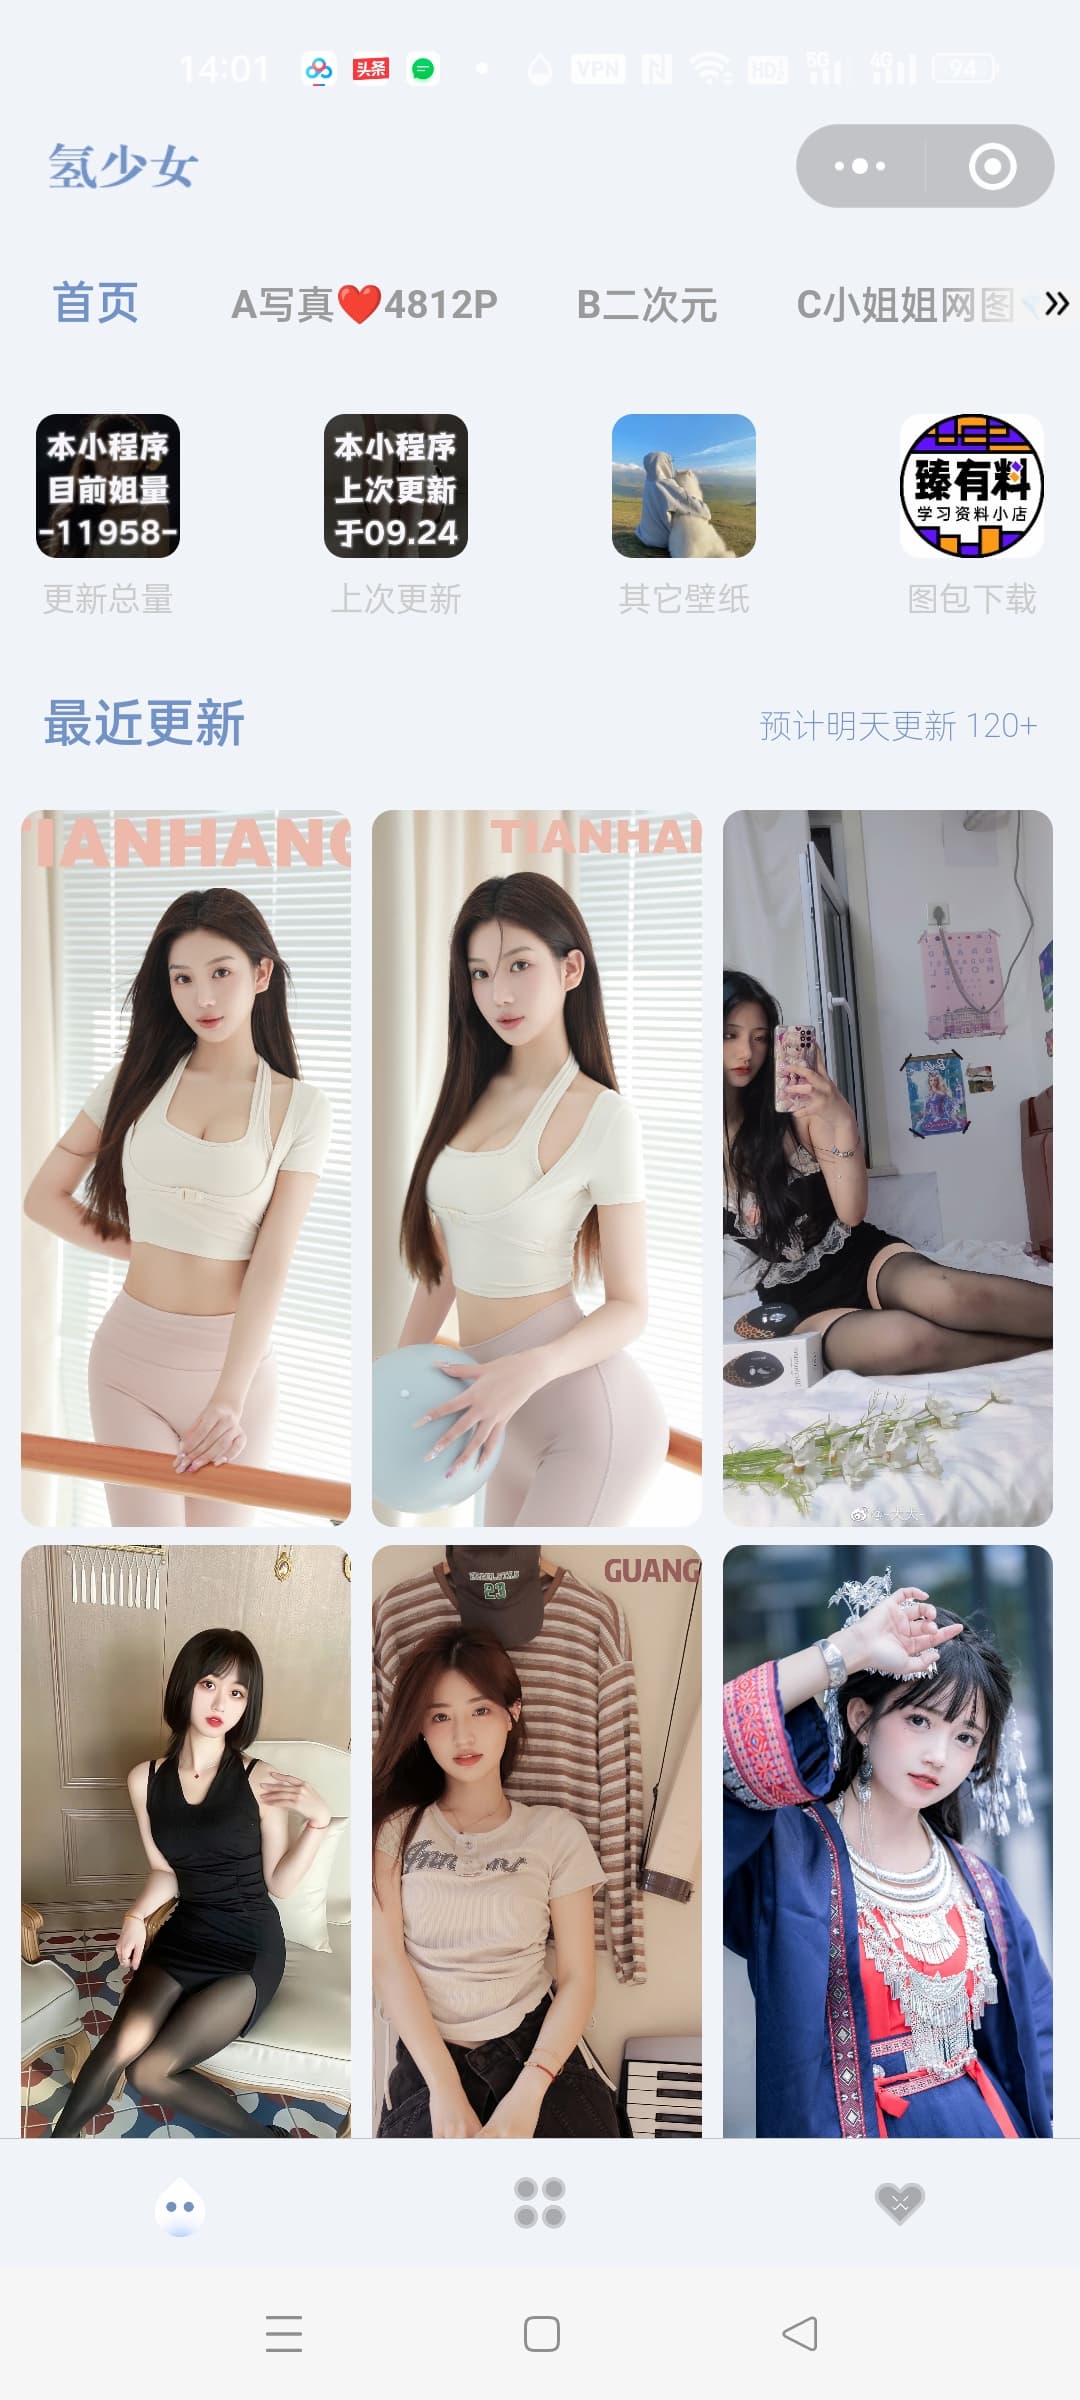 14:01
头条
VPN
HD
5G
4G
94
氢少女
首页
A写真❤️4812P
B二次元
C小姐姐网图
本小程序
目前姐量
-11958-
本小程序
上次更新
于09.24
臻有料
学习资料小店
更新总量
上次更新
其它壁纸
图包下载
最近更新
预计明天更新 120+
TIANHANG
TIANHAN
GUANG
23